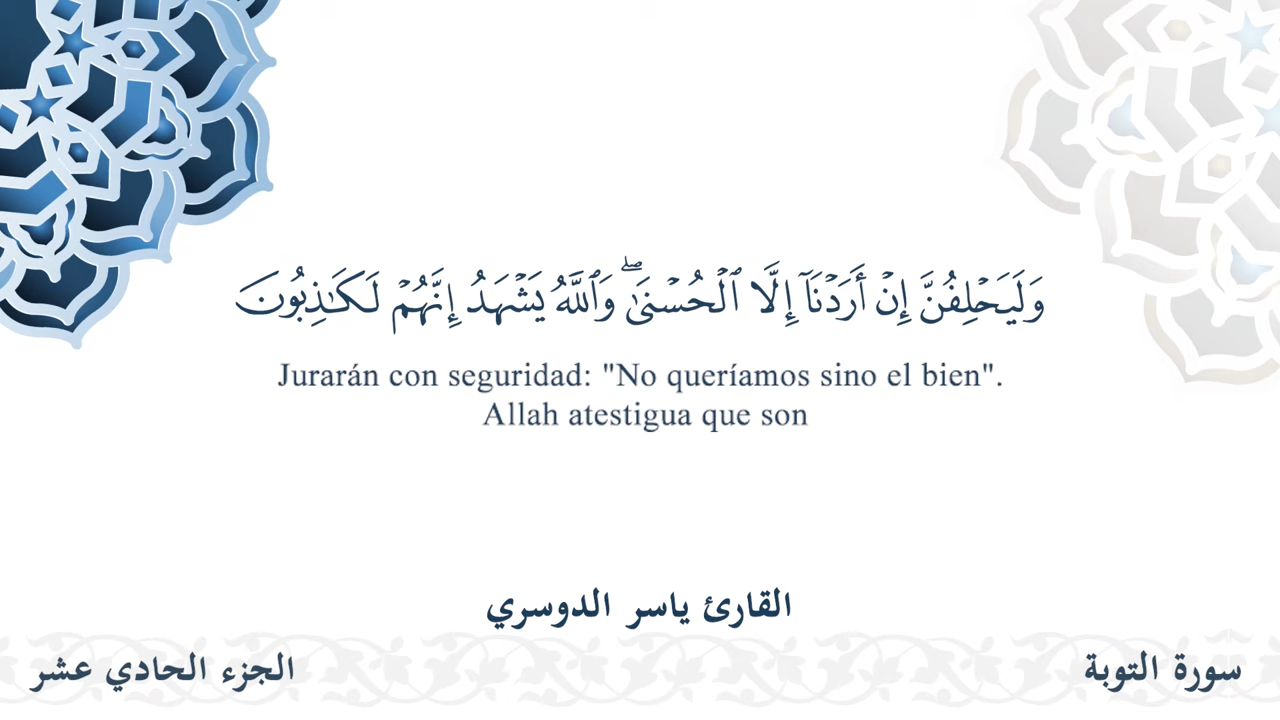 وَلَيَحْلِفُنَّ إِنْ أَرَدْنَآ إِلَّا ٱلْحُسْنَىٰ ۖ وَٱللَّهُ يَشْهَدُ إِنَّهُمْ لَكَـٰذِبُونَ
Jurarán con seguridad: "No queríamos sino el bien".
Allah atestigua que son
القارئ ياسر الدوسري
سورة التوبة
الجزء الحادي عشر